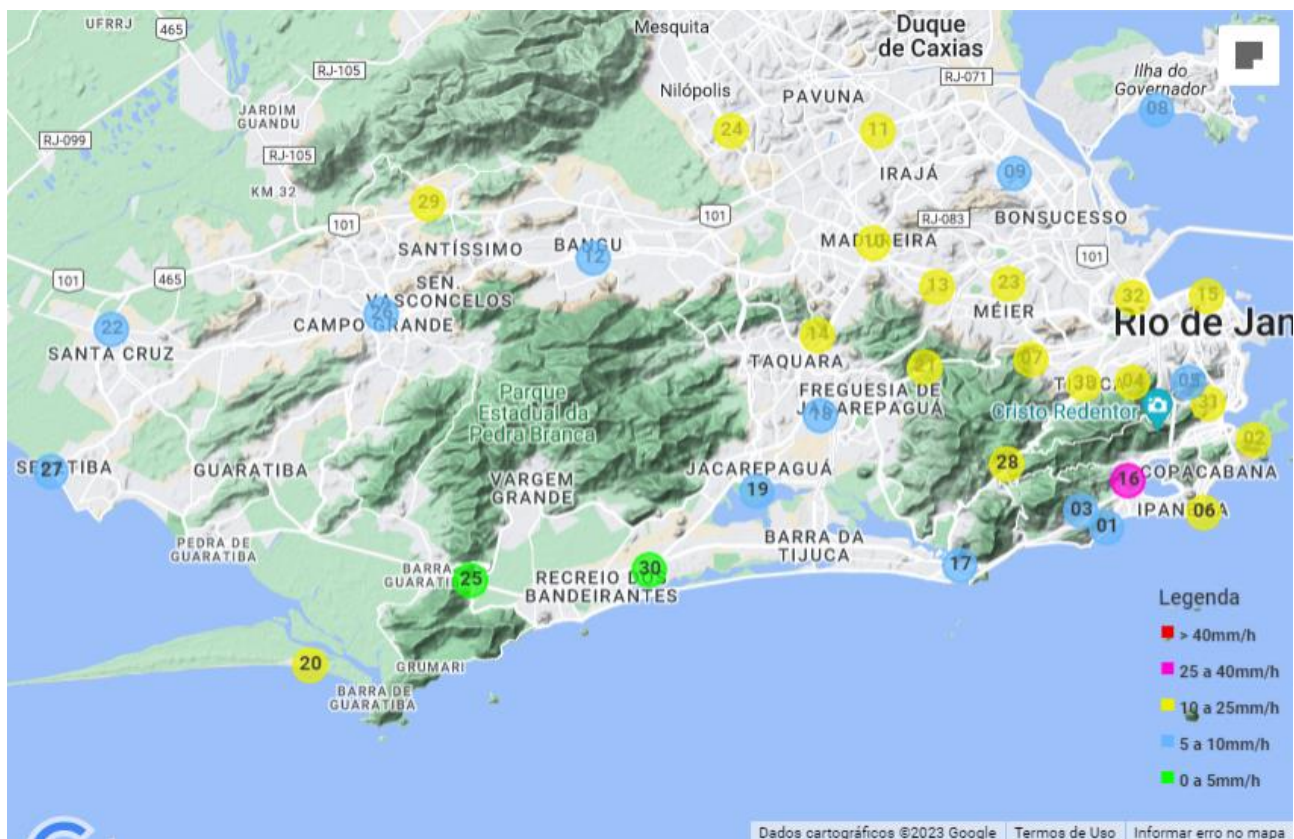 UFRRJ
465
Mesquita
Duque
de Caxias
RJ-105
RJ-071
Ilha do
Governador
Nilópolis
PAVUNA
JARDIM
GUANDU
08
24
11
RJ-099
RJ-105
IRAJÁ
09
KM 32
29
101
101
RJ-083
BONSUCESSO
SANTÍSSIMO
BANGU
12
MADUREIRA
10
101
101
465
SEN.
VASCONCELOS
13
23
32
15
22
26
CAMPO GRANDE
MÉIER
Rio de Jan
SANTA CRUZ
14
TAQUARA
07
21
04
05
Parque
Estadual da
Pedra Branca
FREGUESIA DE
JACAREPAGUÁ
18
TIJUCA
Cristo Redentor
31
02
27
SEPETIBA
GUARATIBA
VARGEM
GRANDE
JACAREPAGUÁ
19
28
16
COPACABANA
03
01
IPANEMA
06
PEDRA DE
GUARATIBA
BARRA DA
TIJUCA
17
BARRA
GUARATI
25
30
RECREIO DOS
BANDEIRANTES
20
GRUMARI
BARRA DE
GUARATIBA
Legenda
> 40mm/h
25 a 40mm/h
10 a 25mm/h
5 a 10mm/h
0 a 5mm/h
Dados cartográficos ©2023 Google
Termos de Uso
Informar erro no mapa